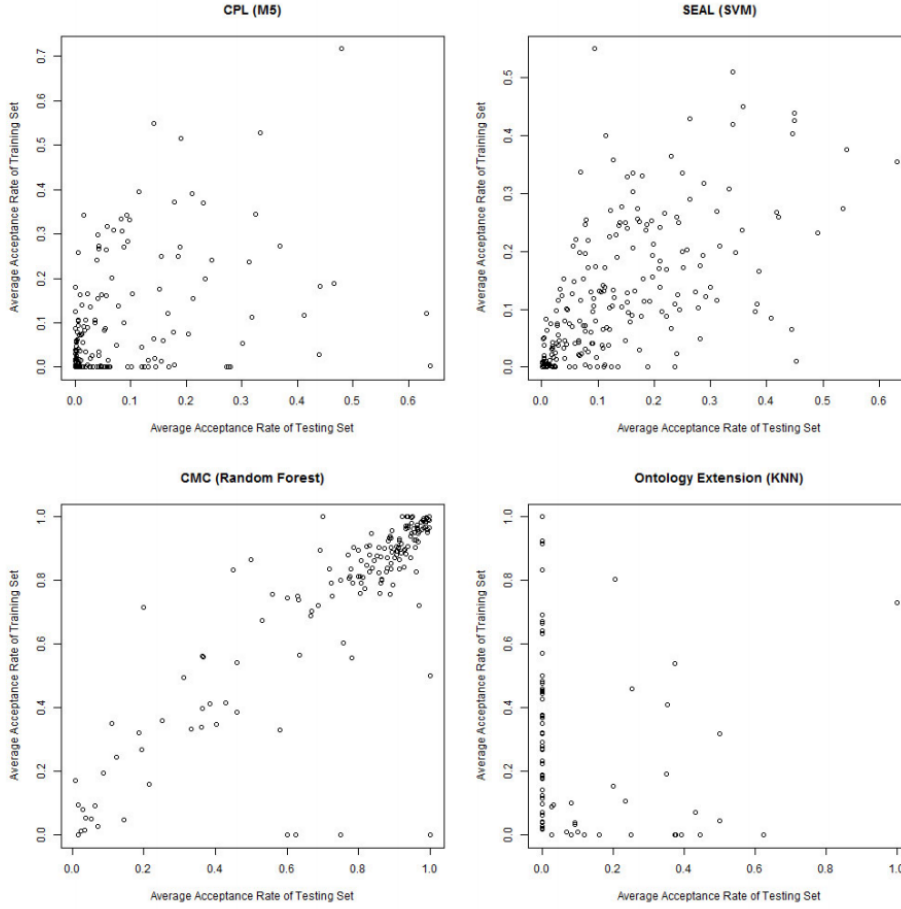 CPL (M5)
Average Acceptance Rate of Training Set
0.7
0.6
0.5
0.4
0.3
0.2
0.1
0.0
0.0 0.1 0.2 0.3 0.4 0.5 0.6
Average Acceptance Rate of Testing Set
SEAL (SVM)
Average Acceptance Rate of Training Set
0.5
0.4
0.3
0.2
0.1
0.0
0.0 0.1 0.2 0.3 0.4 0.5 0.6
Average Acceptance Rate of Testing Set
CMC (Random Forest)
Average Acceptance Rate of Training Set
1.0
0.8
0.6
0.4
0.2
0.0
0.0 0.2 0.4 0.6 0.8 1.0
Average Acceptance Rate of Testing Set
Ontology Extension (KNN)
Average Acceptance Rate of Training Set
1.0
0.8
0.6
0.4
0.2
0.0
0.0 0.2 0.4 0.6 0.8 1.0
Average Acceptance Rate of Testing Set